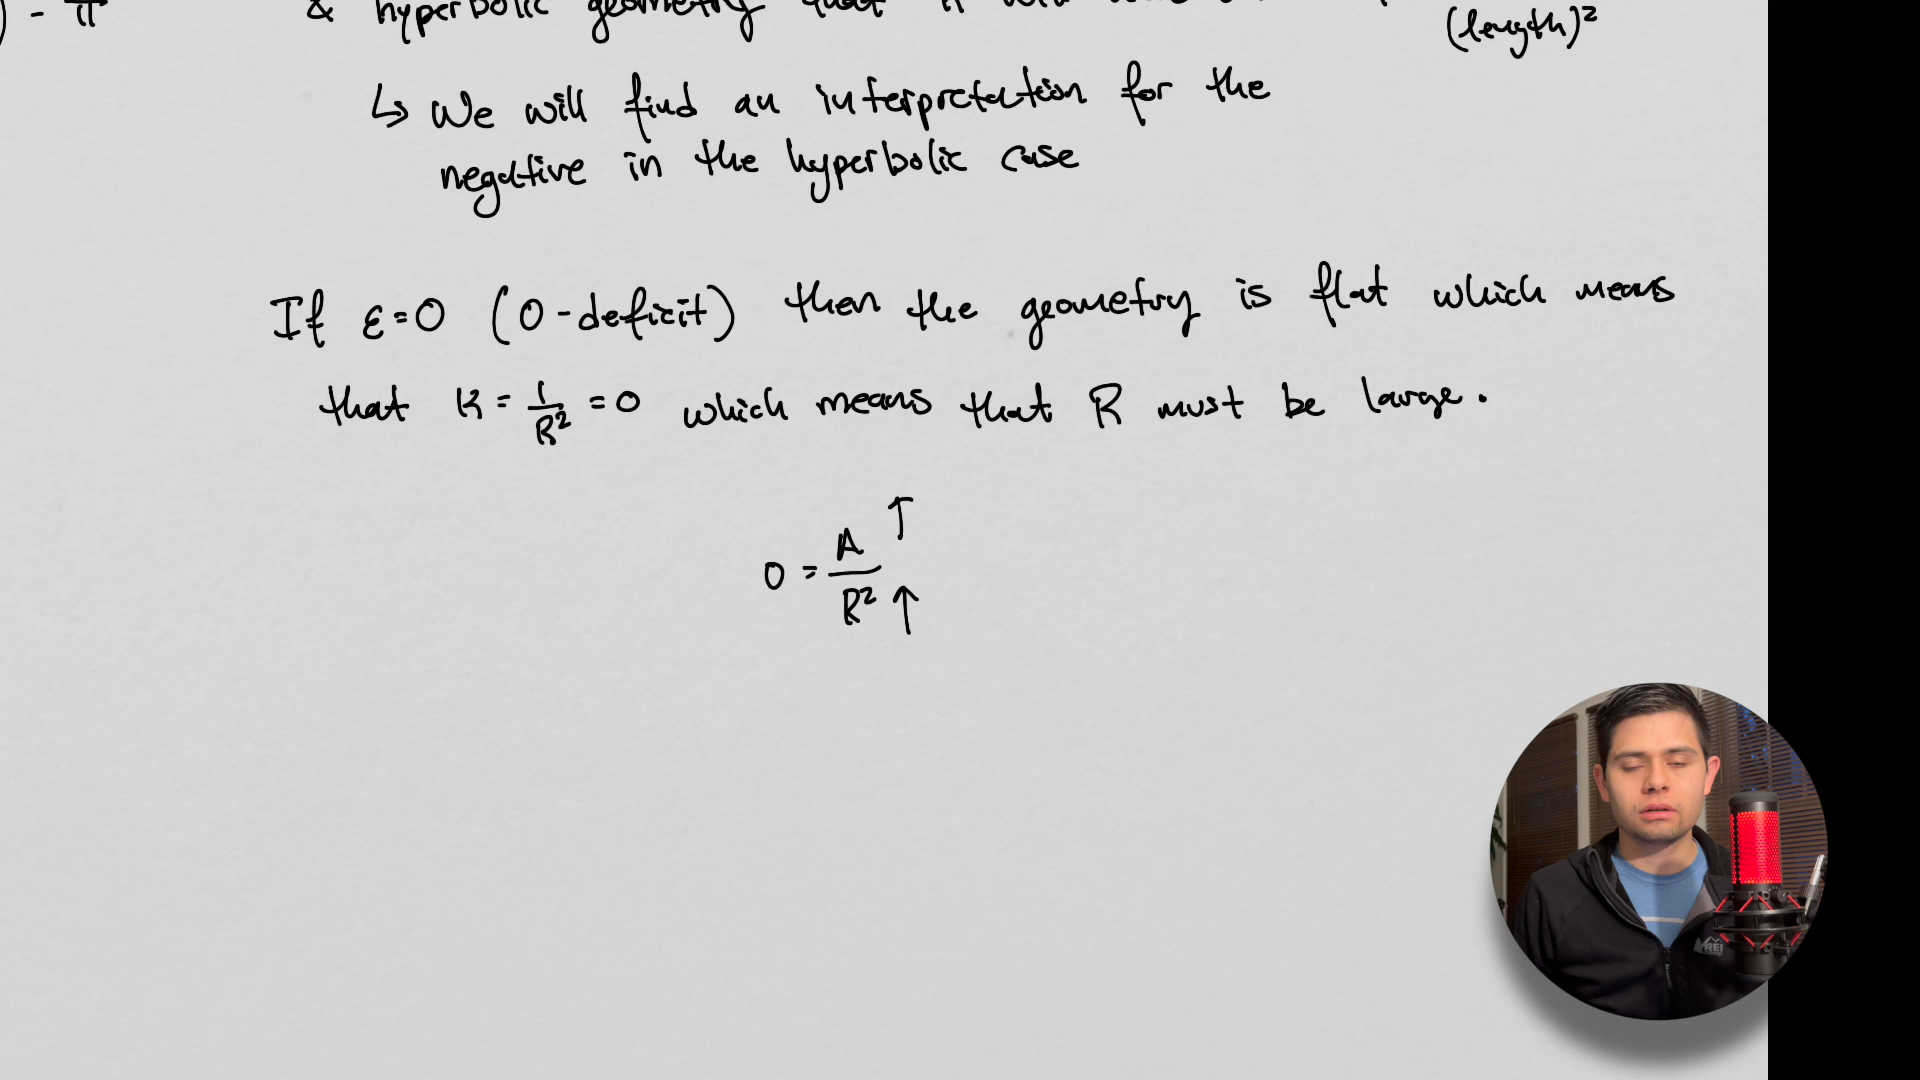 ) - π & hyperbolic geometry that
(length)²
↳ We will find an interpretation for the
negative in the hyperbolic case
If ε=0 (0-deficit) then the geometry is flat which means
that K = 1/R² = 0 which means that R must be large.
0 = A/R² ↑ ↑
REI